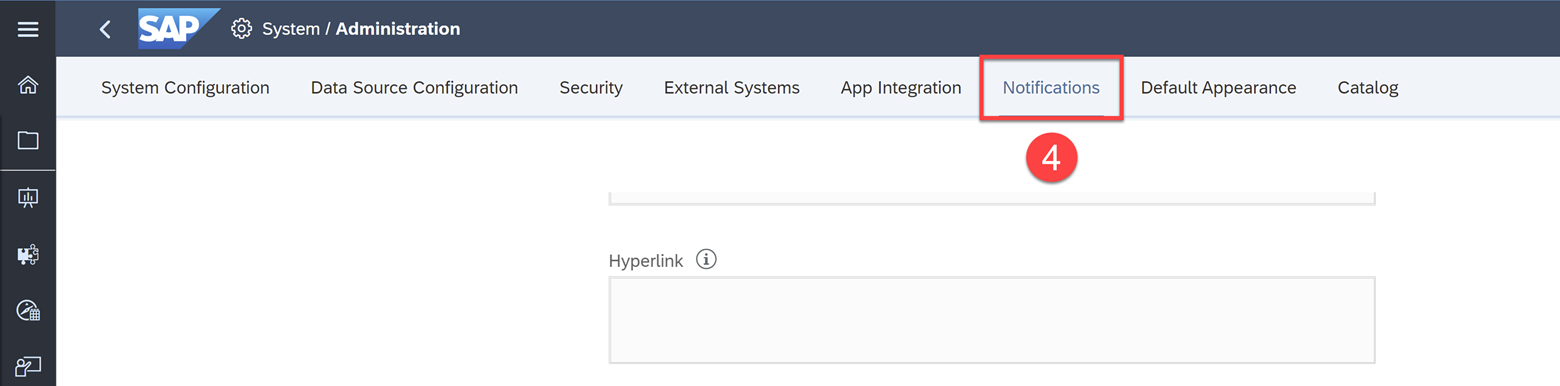 SAP System / Administration
System Configuration Data Source Configuration Security External Systems App Integration Notifications Default Appearance Catalog
4
Hyperlink